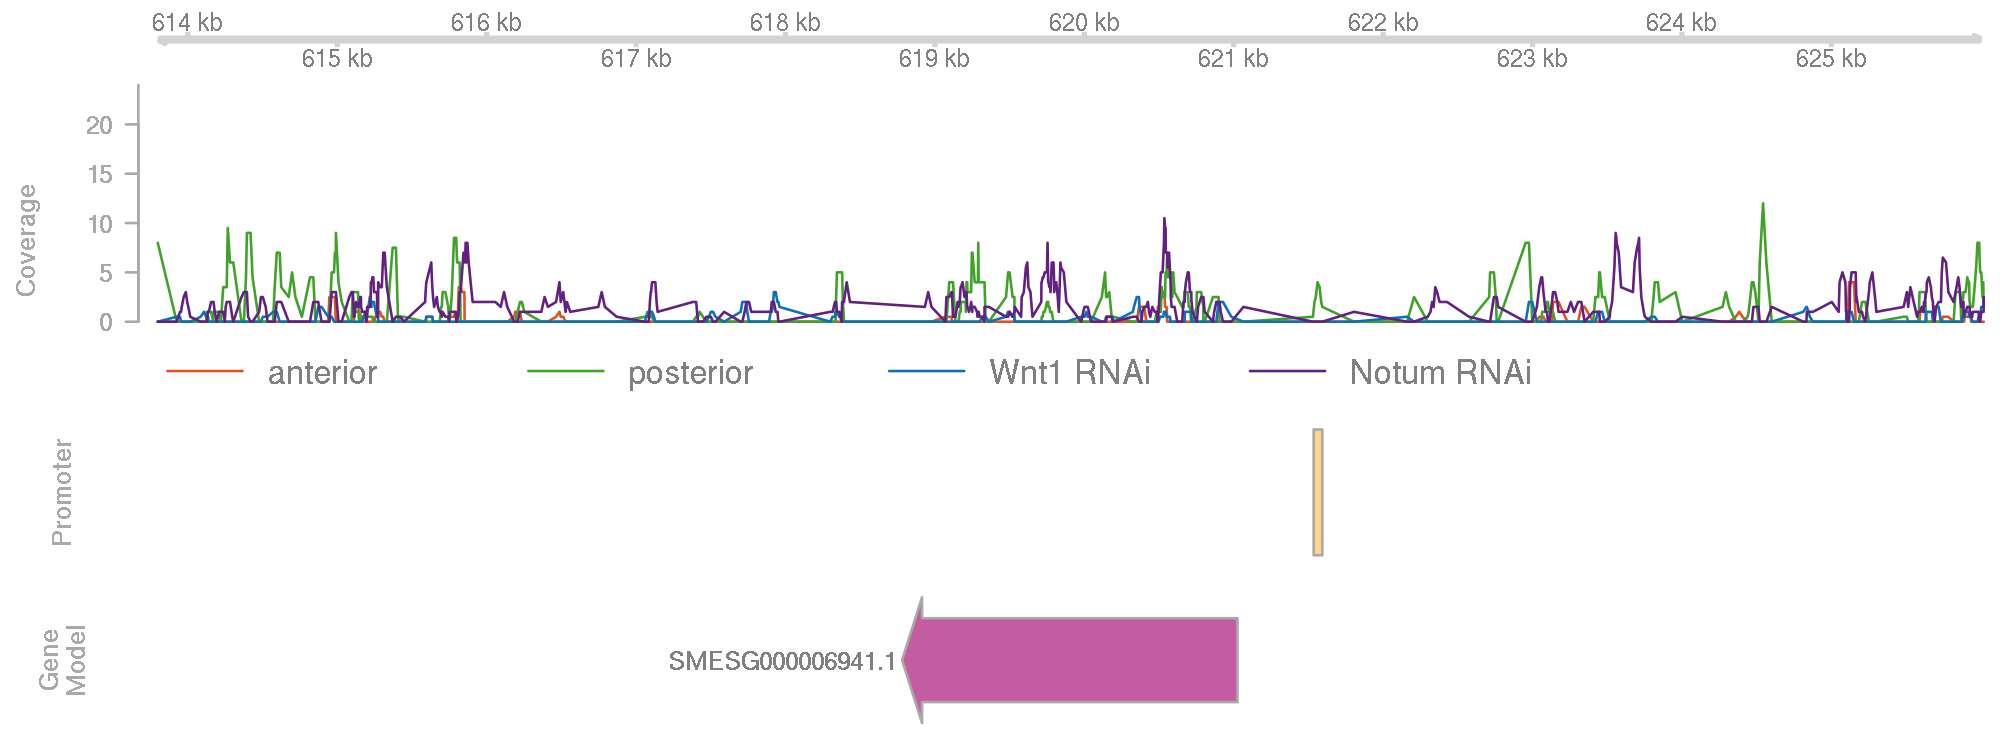 614 kb 616 kb 618 kb 620 kb 622 kb 624 kb
615 kb 617 kb 619 kb 621 kb 623 kb 625 kb
Coverage
20
15
10
5
0
anterior posterior Wnt1 RNAi Notum RNAi
Promoter
Gene
Model
SMESG000006941.1